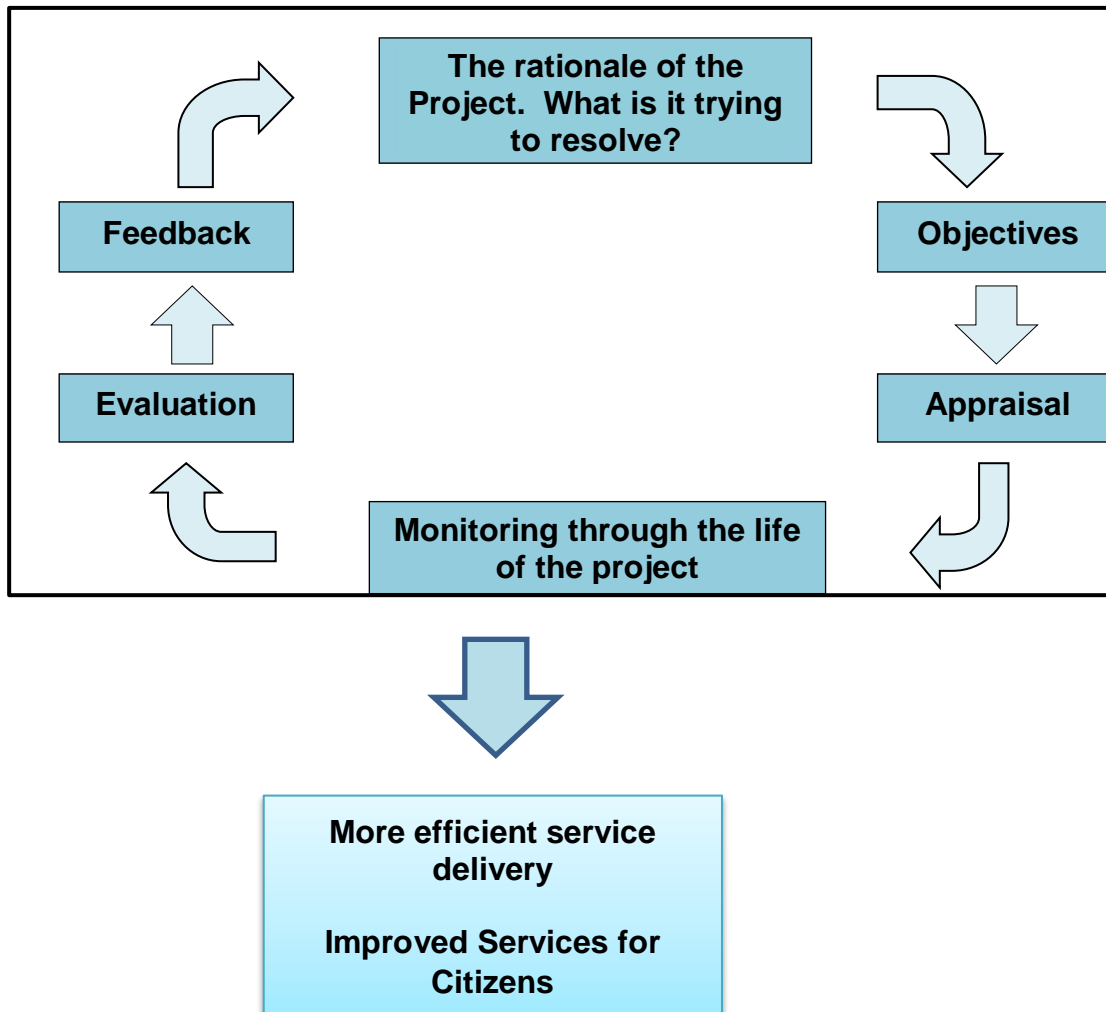 The rationale of the
Project.  What is it trying
to resolve?
Feedback
Objectives
Evaluation
Appraisal
Monitoring through the life
of the project
More efficient service
delivery
Improved Services for
Citizens